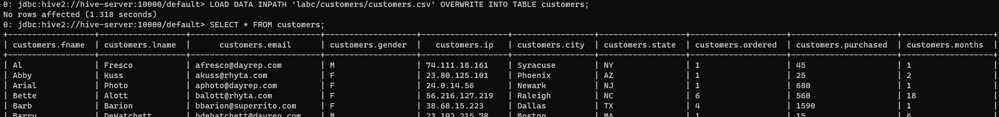 0: jdbc:hive2://hive-server:10000/default> LOAD DATA INPATH 'labc/customers/customers.csv' OVERWRITE INTO TABLE customers;
No rows affected (1.318 seconds)
0: jdbc:hive2://hive-server:10000/default> SELECT * FROM customers;
| customers.fname | customers.lname | customers.email | customers.gender | customers.ip | customers.city | customers.state | customers.ordered | customers.purchased | customers.months |
| Al | Fresco | afresco@dayrep.com | M | 74.111.18.161 | Syracuse | NY | 1 | 45 | 1 |
| Abby | Kuss | akuss@rhyta.com | F | 23.80.125.101 | Phoenix | AZ | 1 | 25 | 2 |
| Arial | Photo | aphoto@dayrep.com | F | 24.0.14.56 | Newark | NJ | 1 | 680 | 1 |
| Bette | Alott | balott@rhyta.com | F | 56.216.127.219 | Raleigh | NC | 6 | 560 | 18 |
| Barb | Barion | bbarion@superrito.com | F | 38.68.15.223 | Dallas | TX | 4 | 1590 | 1 |
| Barry | DeHatchett | bdehatchett@dayrep.com | M | 23.192.215.78 | Boston | MA | 1 | 15 | 6 |